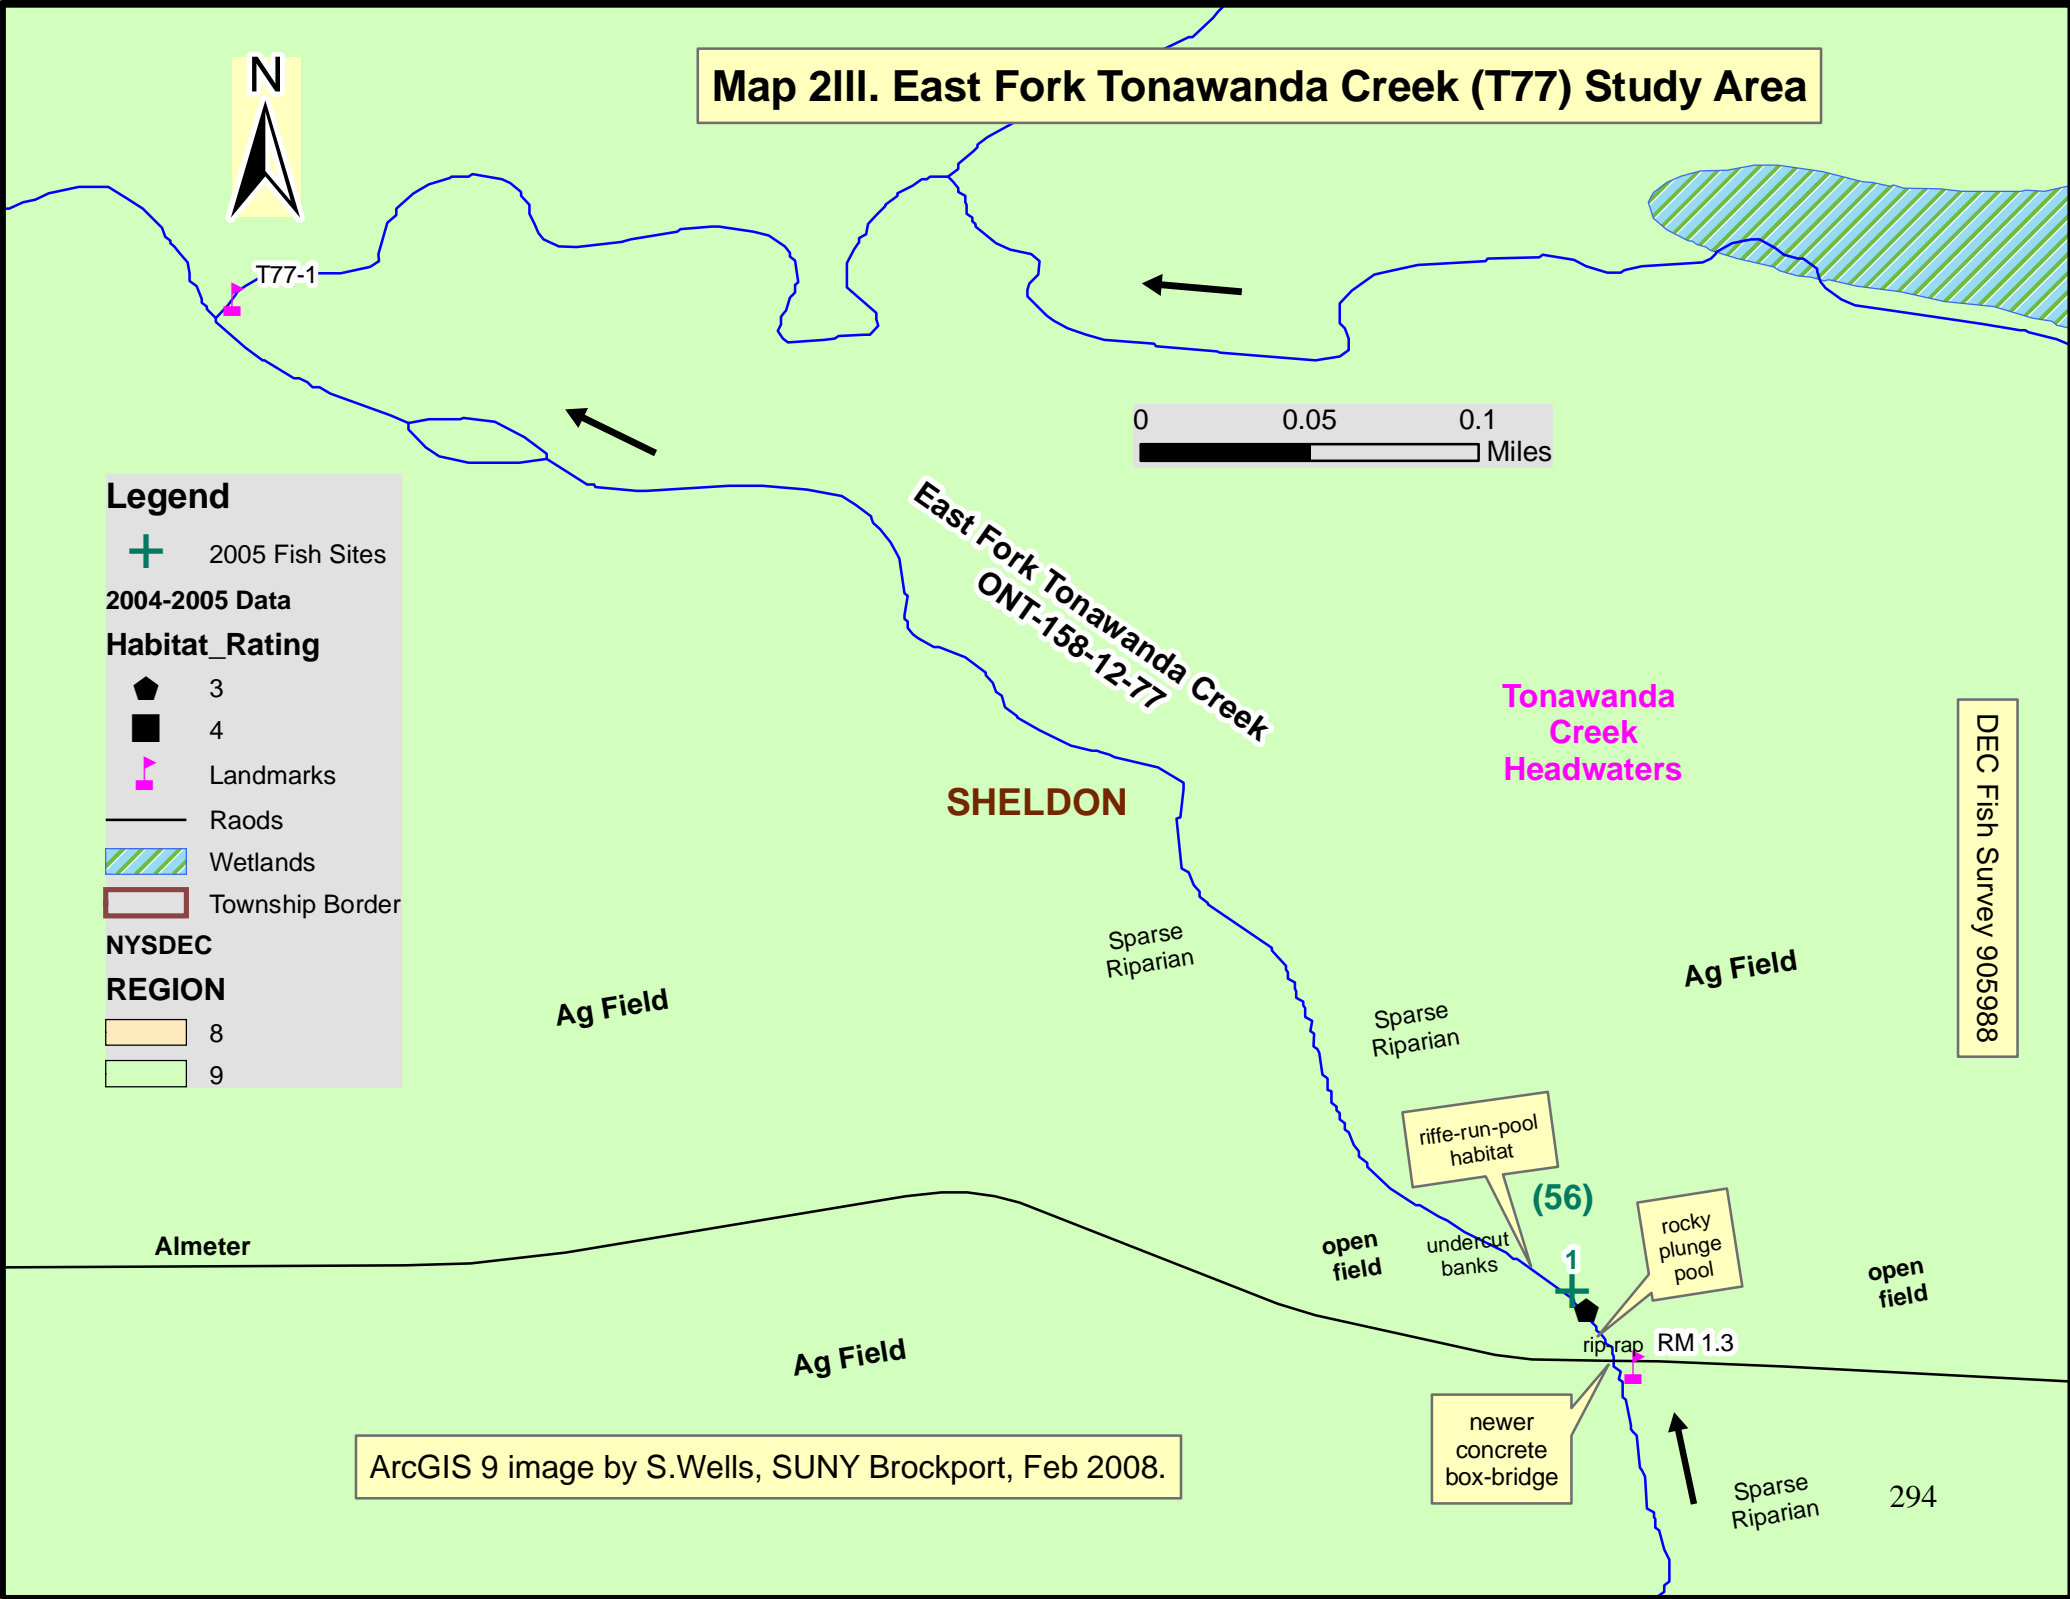 Map 2III. East Fork Tonawanda Creek (T77) Study Area
N
T77-1
0 0.05 0.1
Miles
East Fork Tonawanda Creek
ONT-158-12-77
Legend
2005 Fish Sites
2004-2005 Data
Habitat_Rating
3
4
Landmarks
Raods
Wetlands
Township Border
NYSDEC
REGION
8
9
Tonawanda
Creek
Headwaters
DEC Fish Survey 905988
SHELDON
Sparse
Riparian
Ag Field
Ag Field
Sparse
Riparian
riffe-run-pool
habitat
(56)
rocky
plunge
pool
Almeter
open
field
undercut
banks
1
open
field
rip-rap
RM 1.3
Ag Field
newer
concrete
box-bridge
ArcGIS 9 image by S.Wells, SUNY Brockport, Feb 2008.
Sparse
Riparian
294